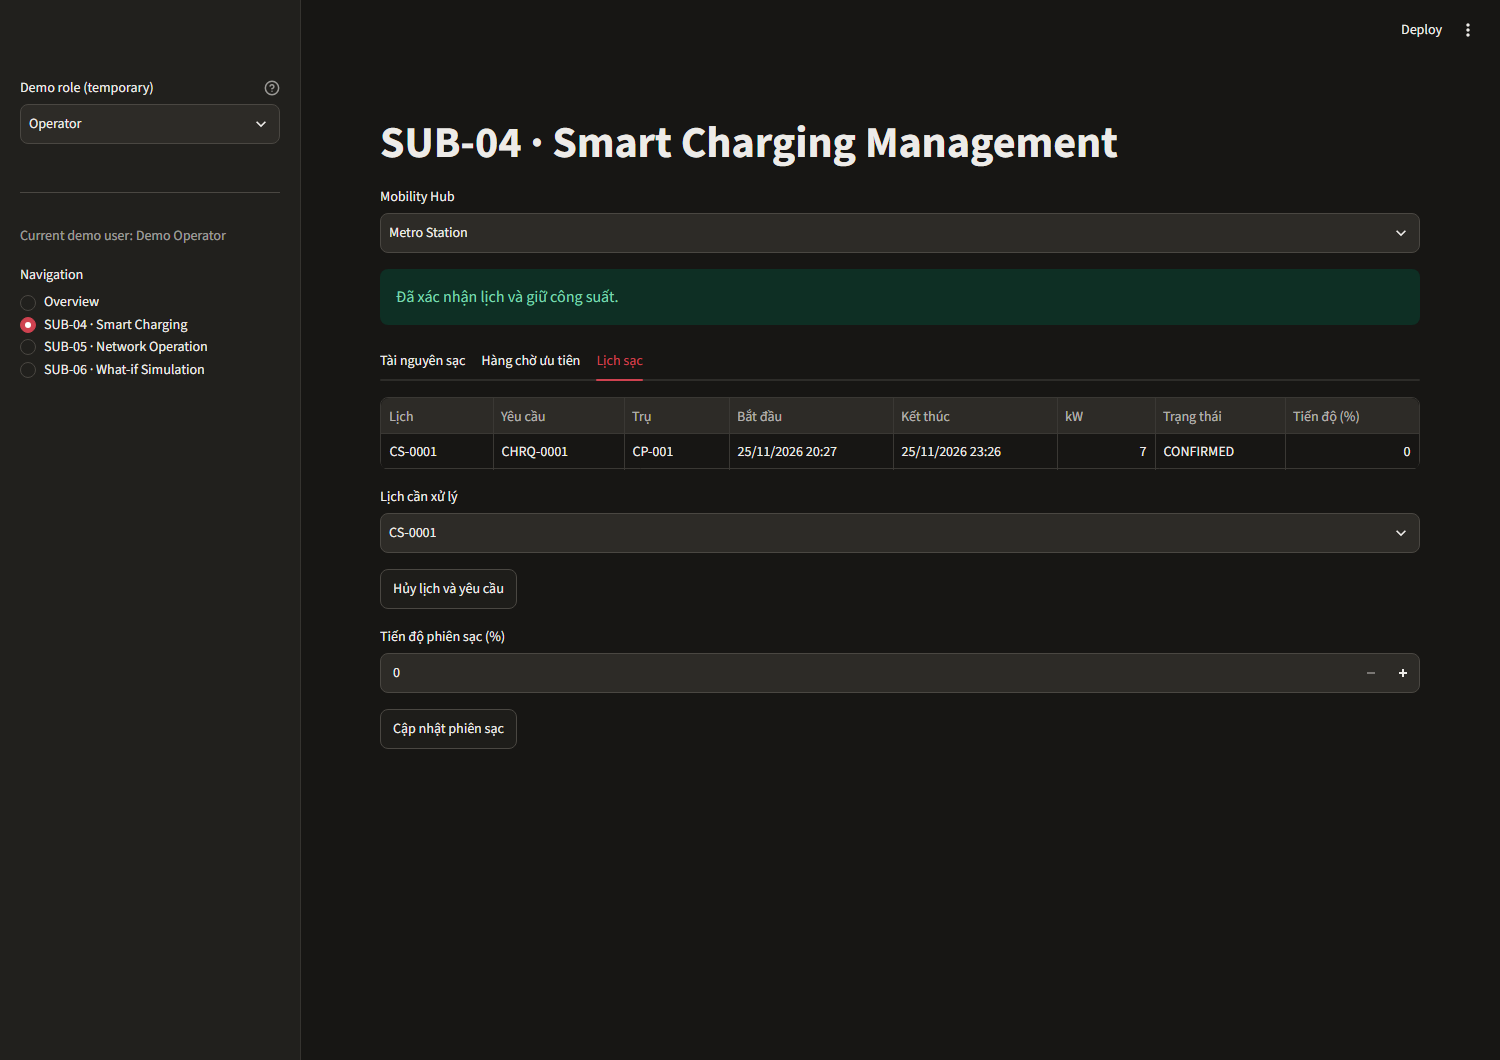 Deploy
Demo role (temporary)
Operator
Current demo user: Demo Operator
Navigation
Overview
SUB-04 · Smart Charging
SUB-05 · Network Operation
SUB-06 · What-if Simulation
SUB-04 · Smart Charging Management
Mobility Hub
Metro Station
Đã xác nhận lịch và giữ công suất.
Tài nguyên sạc Hàng chờ ưu tiên Lịch sạc
Lịch Yêu cầu Trụ Bắt đầu Kết thúc kW Trạng thái Tiến độ (%)
CS-0001 CHRQ-0001 CP-001 25/11/2026 20:27 25/11/2026 23:26 7 CONFIRMED 0
Lịch cần xử lý
CS-0001
Hủy lịch và yêu cầu
Tiến độ phiên sạc (%)
0
Cập nhật phiên sạc